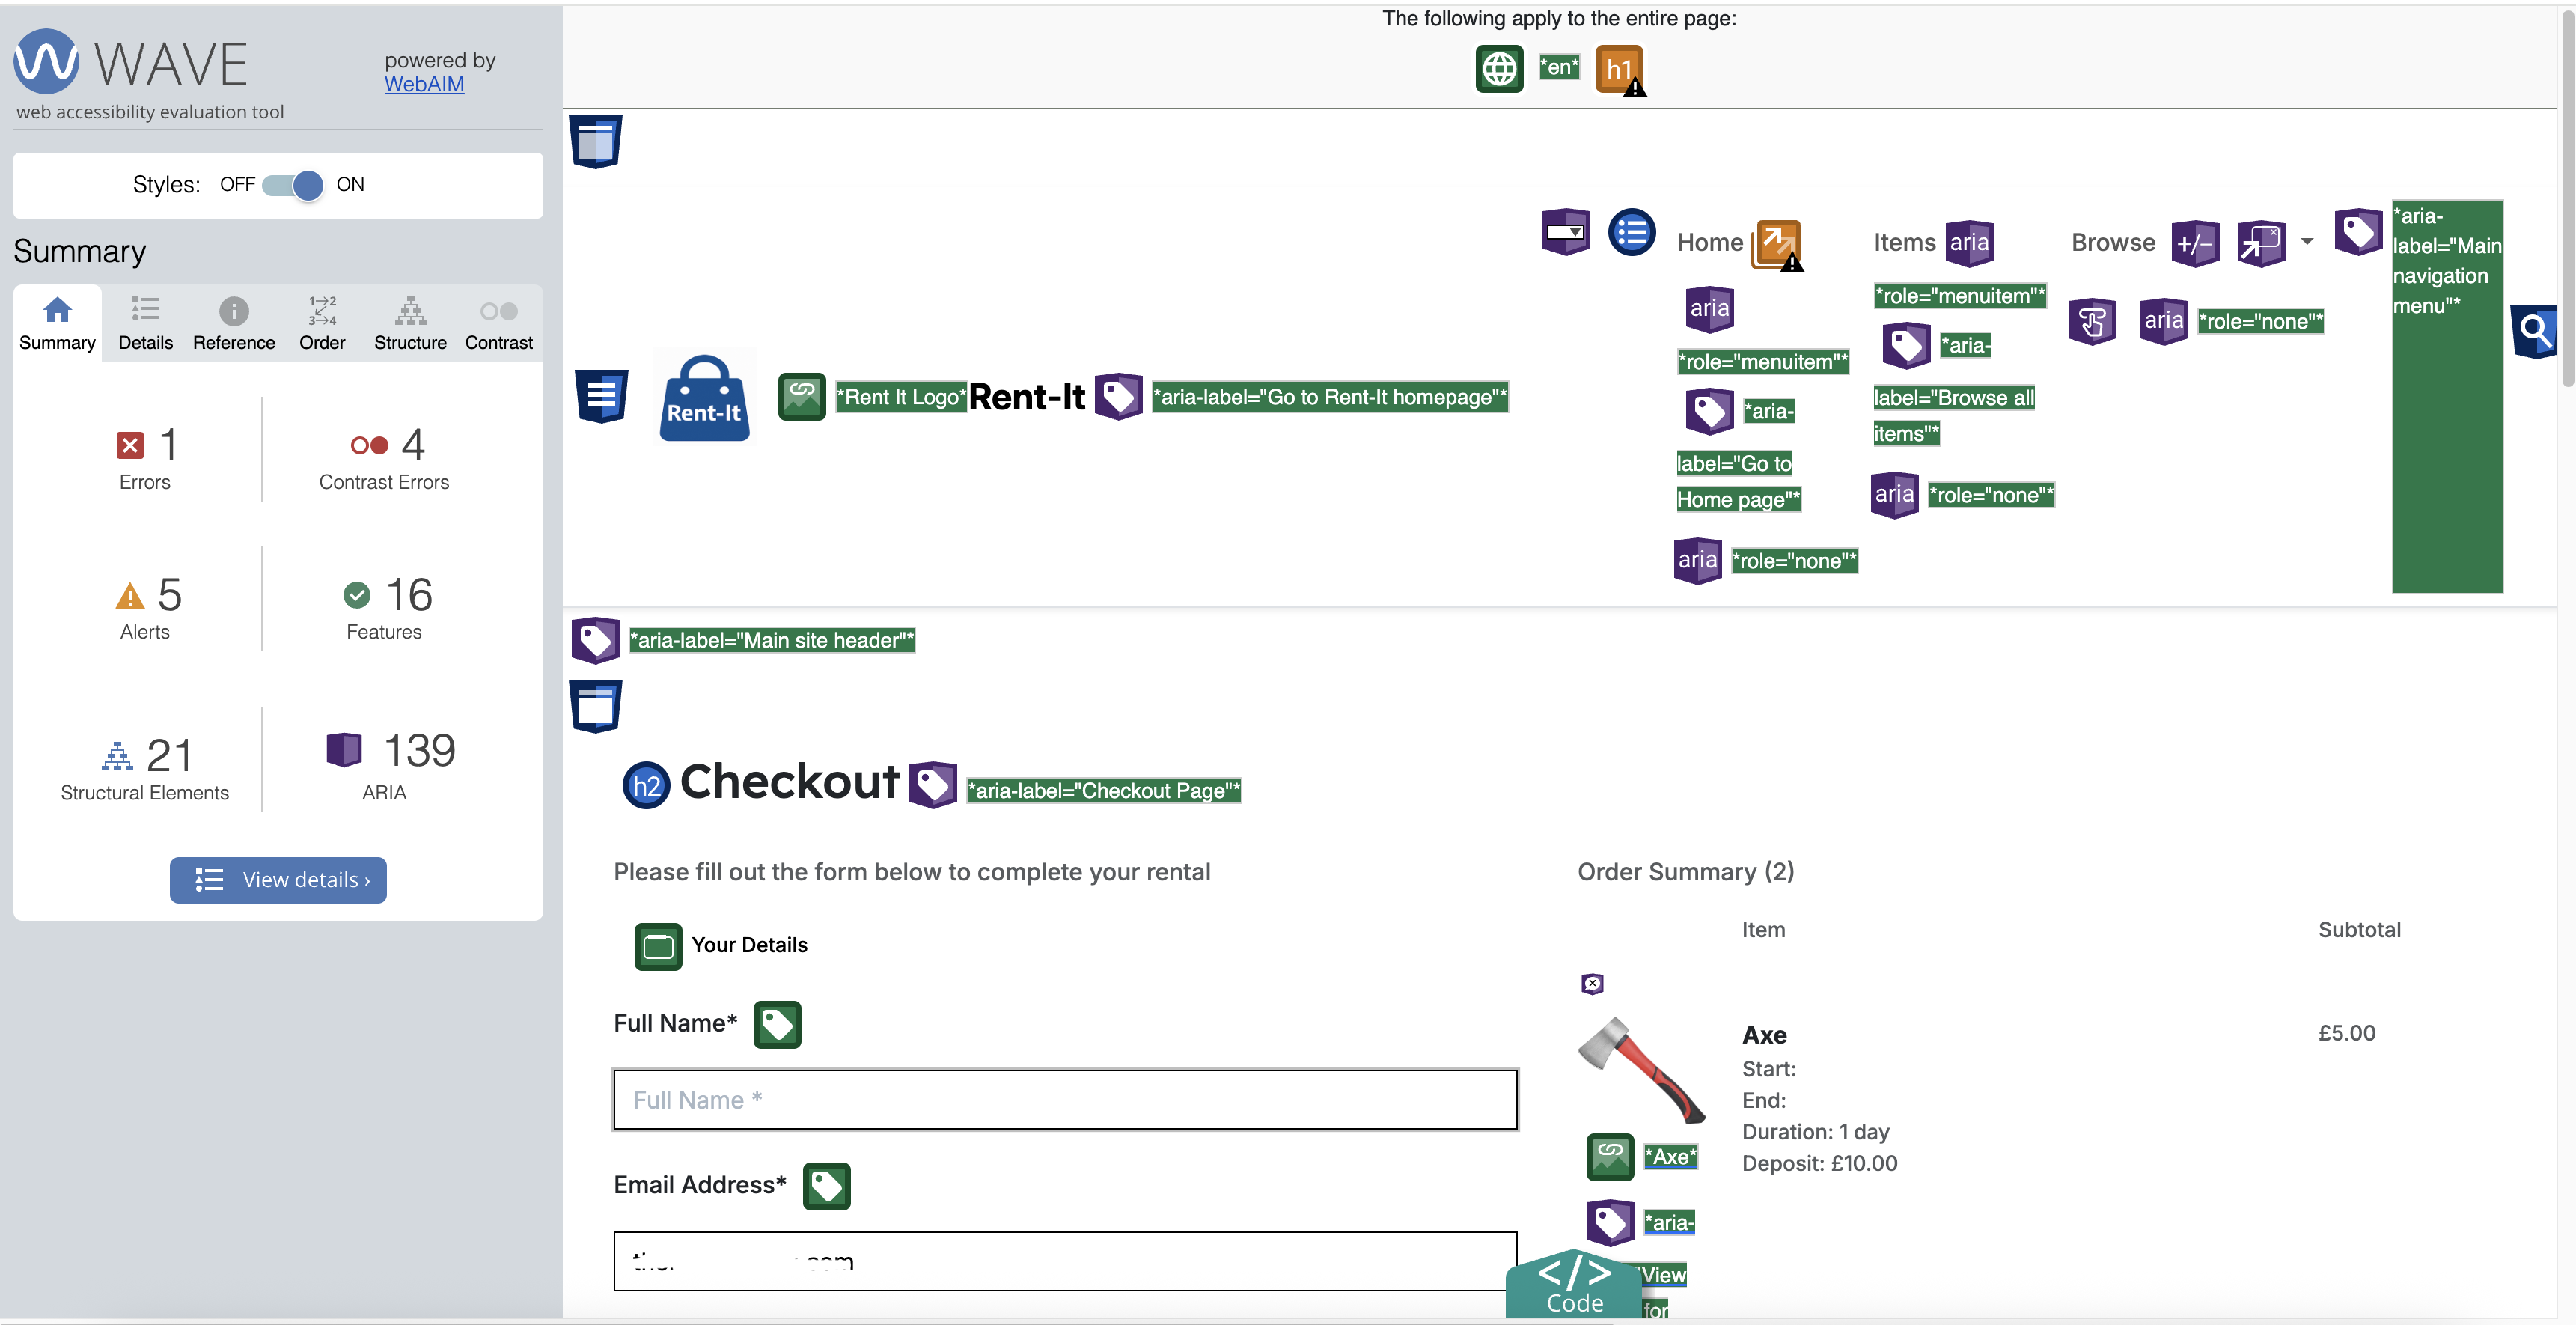 WAVE
powered by
WebAIM
web accessibility evaluation tool
Styles: OFF ON
Summary
Summary
Details
Reference
1→2
3→4
Order
Structure
Contrast
1
Errors
4
Contrast Errors
5
Alerts
16
Features
21
Structural Elements
139
ARIA
View details ›
The following apply to the entire page:
*en* h1
Home
aria
*role="menuitem"*
*aria-
label="Go to
Home page"*
aria *role="none"*
Items aria
*role="menuitem"*
*aria-
label="Browse all
items"*
aria *role="none"*
Browse +/−
aria *role="none"*
*aria-
label="Main
navigation
menu"*
Rent-It
*Rent It Logo*Rent-It *aria-label="Go to Rent-It homepage"*
*aria-label="Main site header"*
h2 Checkout *aria-label="Checkout Page"*
Please fill out the form below to complete your rental
Your Details
Full Name*
Full Name *
Email Address*
Order Summary (2)
Item Subtotal
Axe £5.00
Start:
End:
Duration: 1 day
Deposit: £10.00
*Axe*
*aria-
"View
for
</>
Code